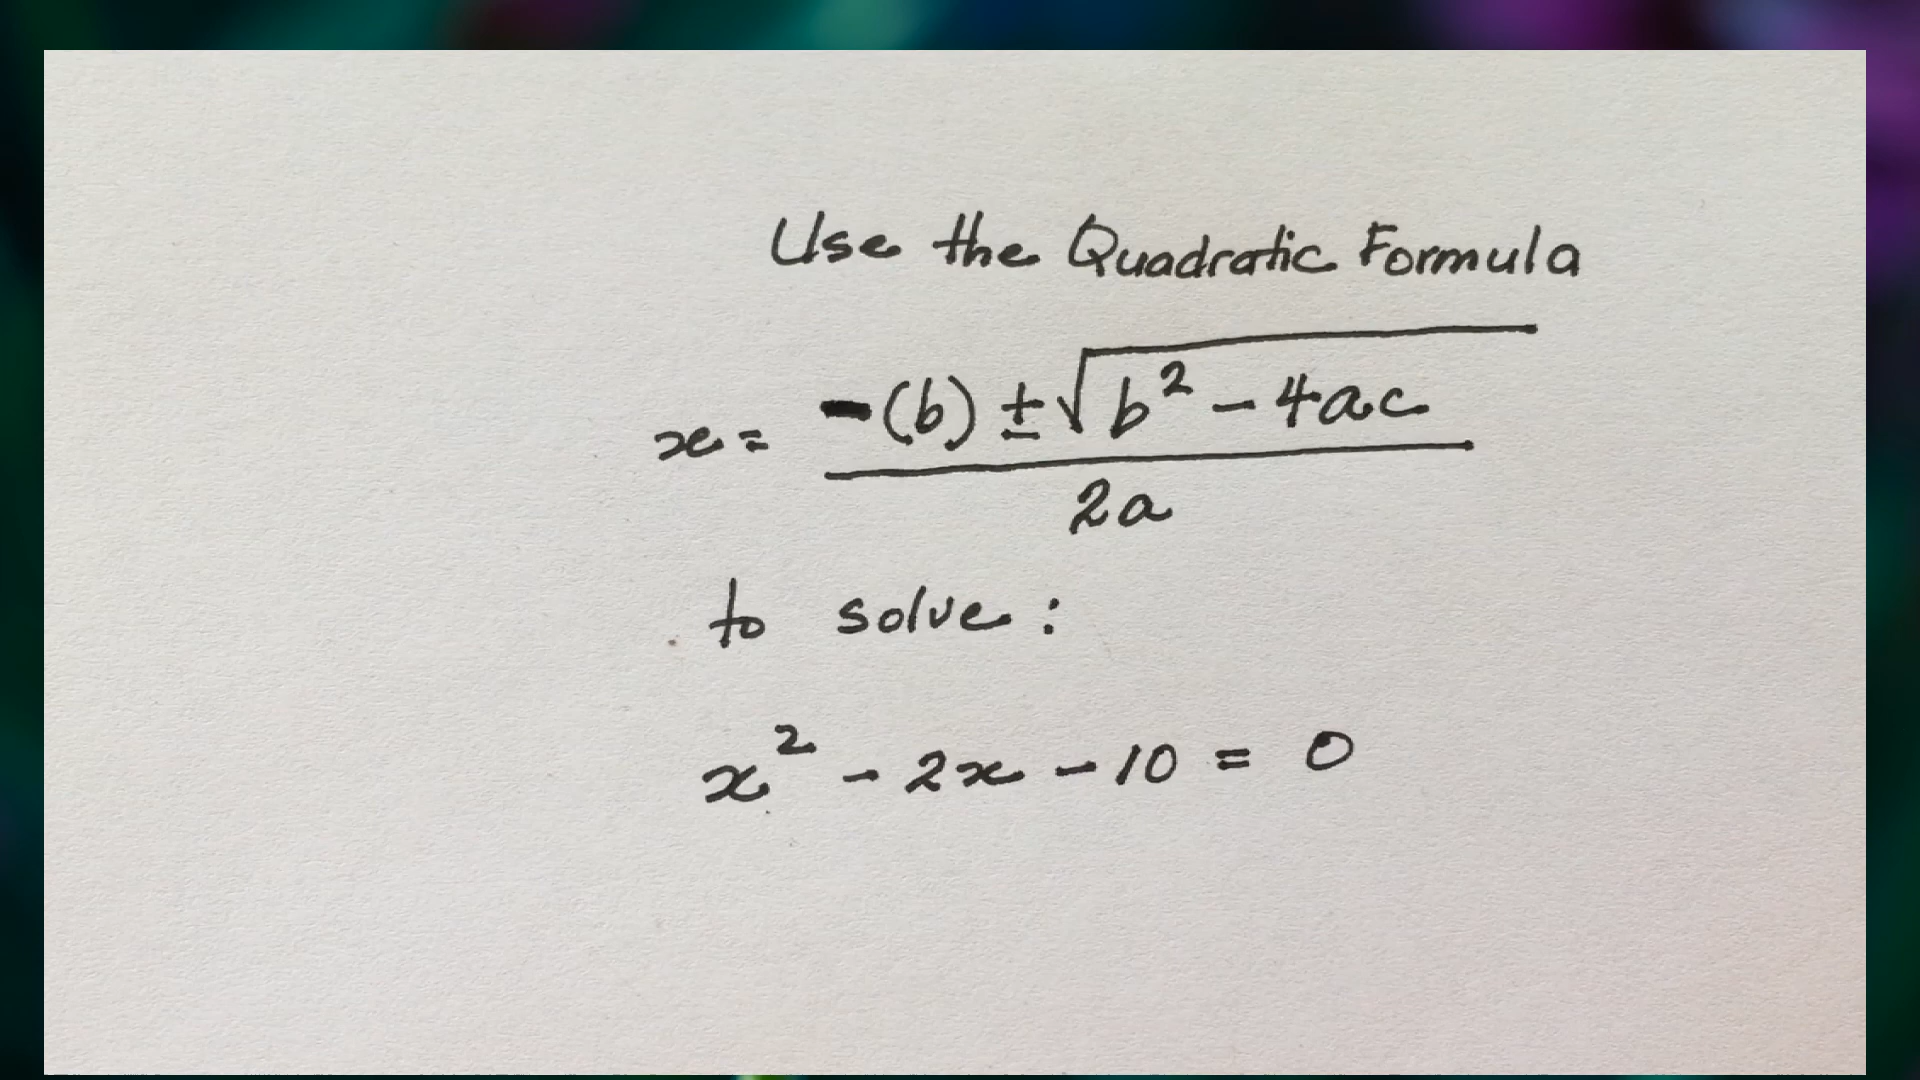 Use the Quadratic Formula
x = -(b) ± √b² - 4ac / 2a
to solve:
x² - 2x - 10 = 0